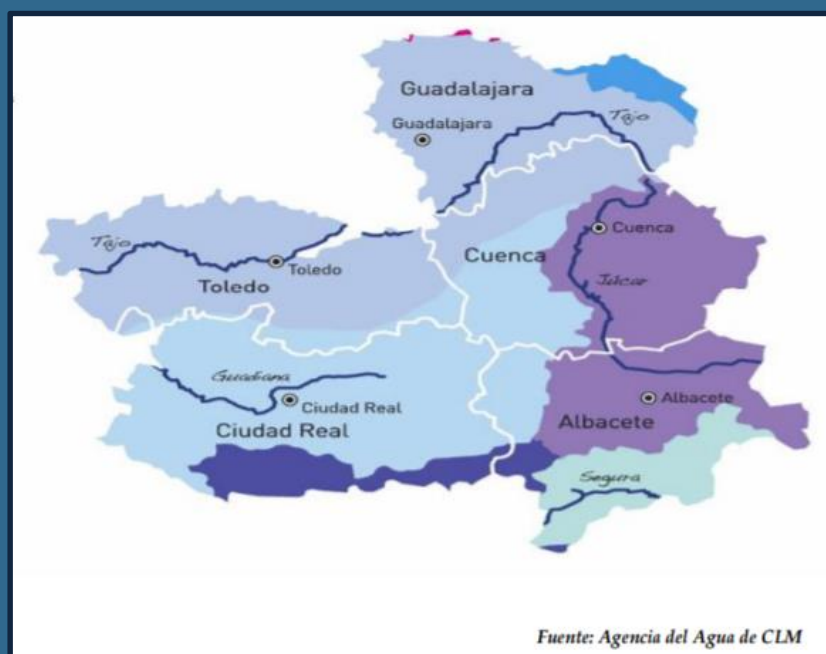 Guadalajara
Guadalajara
Tajo
Cuenca
Cuenca
Tajo
Toledo
Toledo
Júcar
Guadiana
Ciudad Real
Ciudad Real
Albacete
Albacete
Segura
Fuente: Agencia del Agua de CLM